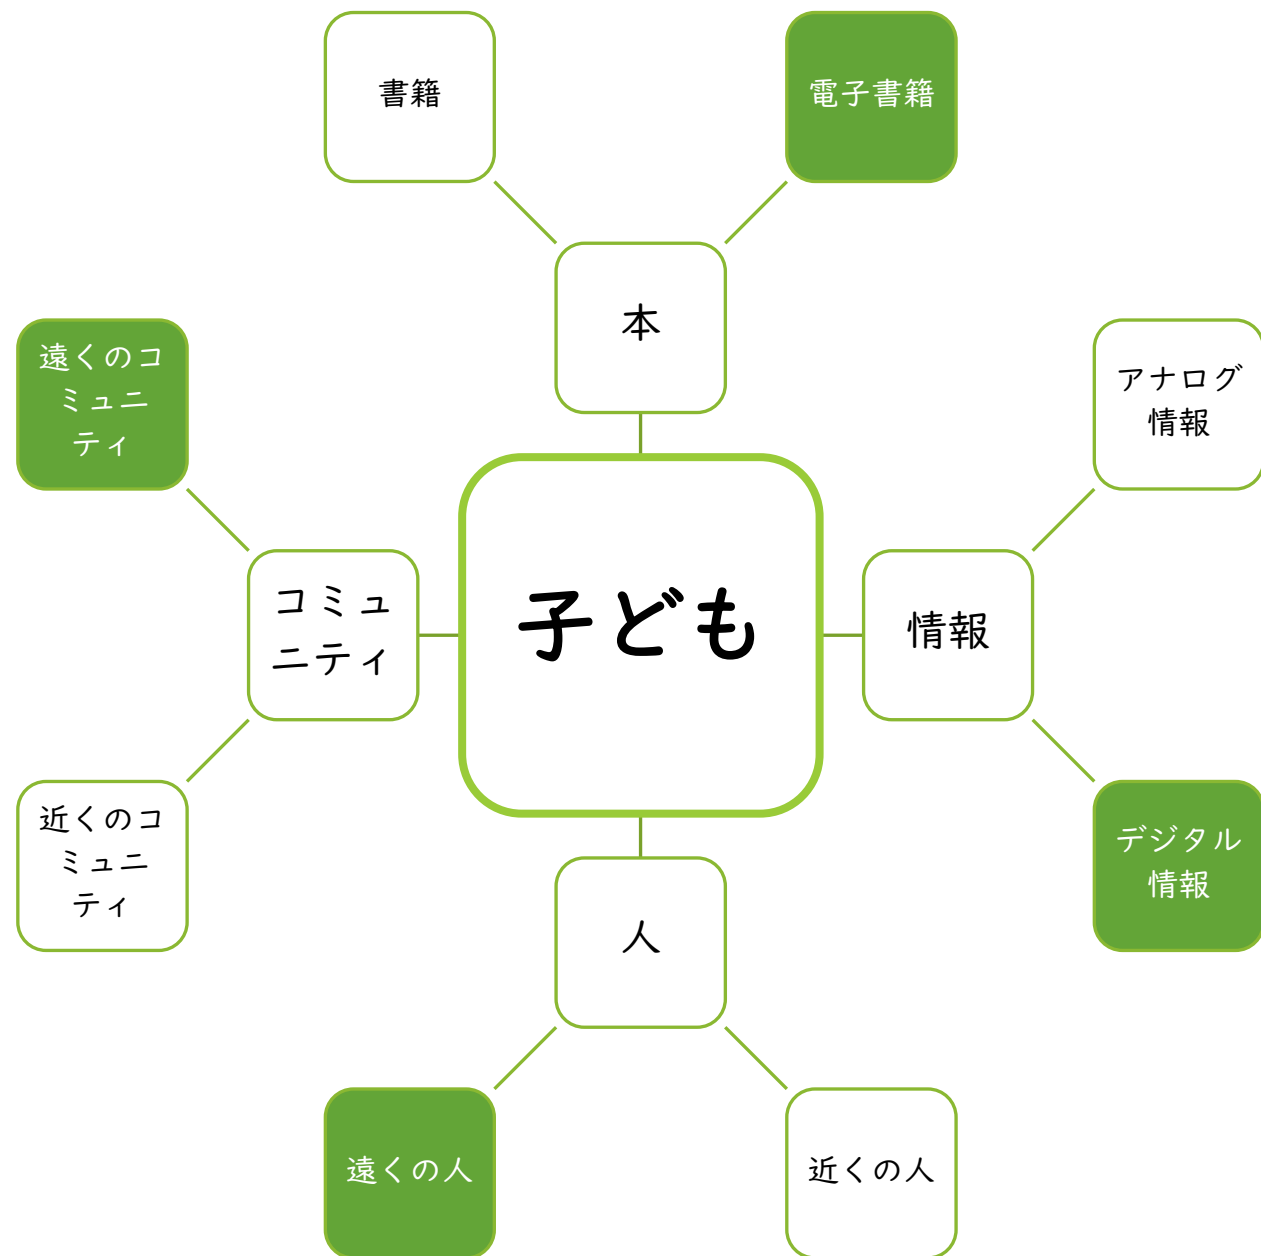 書籍
電子書籍
本
遠くのコ
ミュニ
ティ
アナログ
情報
コミュ
ニティ
子ども
情報
近くのコ
ミュニ
ティ
デジタル
情報
人
遠くの人
近くの人